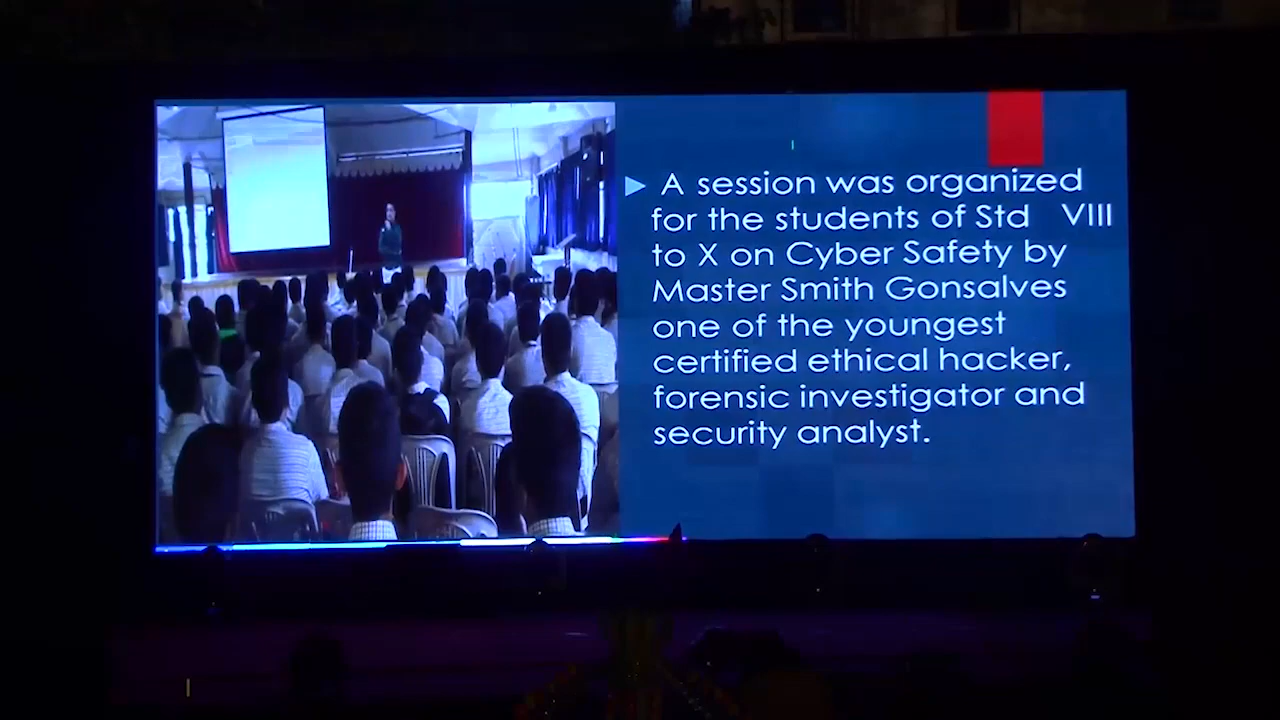 A session was organized
for the students of Std VIII
to X on Cyber Safety by
Master Smith Gonsalves
one of the youngest
certified ethical hacker,
forensic investigator and
security analyst.